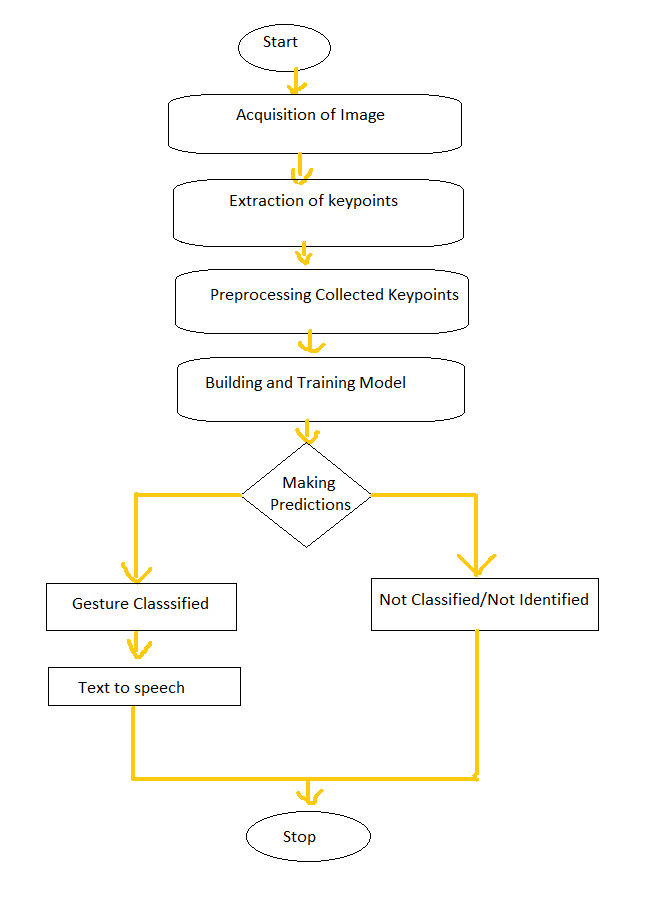 Start
Acquisition of Image
Extraction of keypoints
Preprocessing Collected Keypoints
Building and Training Model
Making
Predictions
Gesture Classsified
Not Classified/Not Identified
Text to speech
Stop